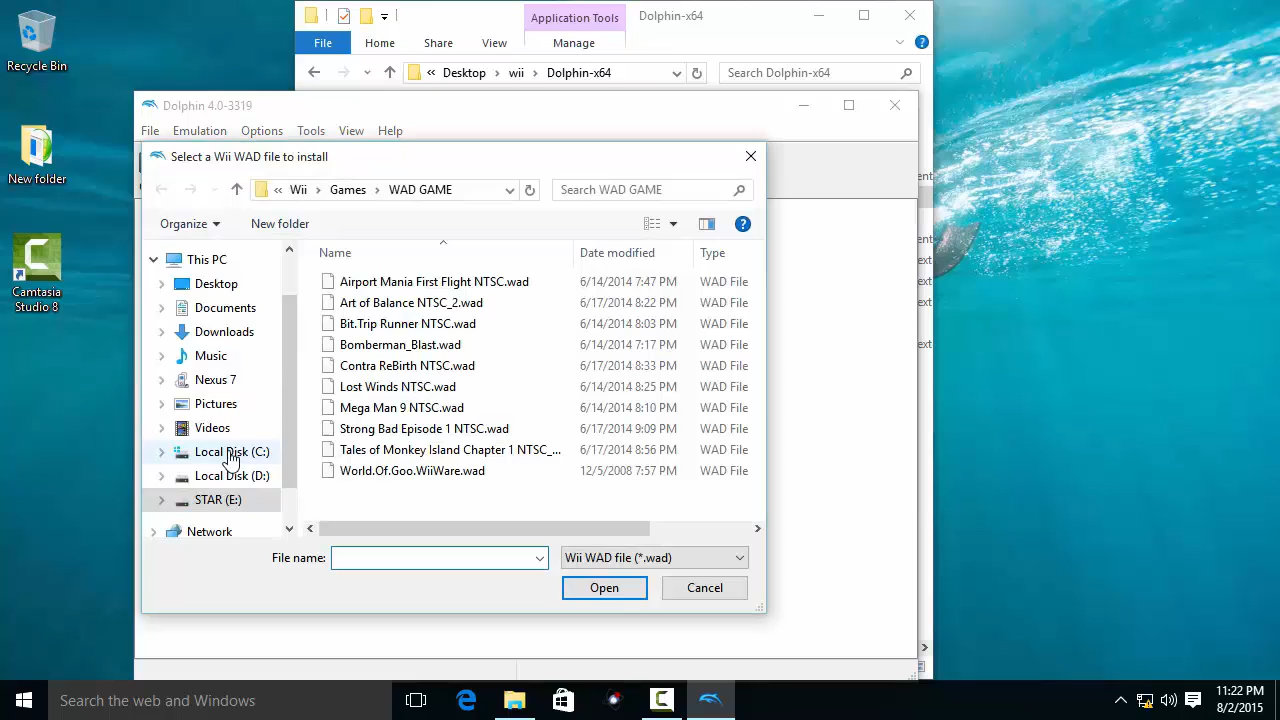 Recycle Bin
New folder
Camtasia
Studio 8
Application Tools
Dolphin-x64
File
Home
Share
View
Manage
« Desktop › wii › Dolphin-x64
Search Dolphin-x64
Dolphin 4.0-3319
File
Emulation
Options
Tools
View
Help
Select a Wii WAD file to install
« Wii › Games › WAD GAME
Search WAD GAME
Organize
New folder
This PC
Desktop
Documents
Downloads
Music
Nexus 7
Pictures
Videos
Local Disk (C:)
Local Disk (D:)
STAR (E:)
Network
Name Date modified Type
Airport Mania First Flight NTSC.wad 6/14/2014 7:47 PM WAD File
Art of Balance NTSC_2.wad 6/17/2014 8:22 PM WAD File
Bit.Trip Runner NTSC.wad 6/14/2014 8:03 PM WAD File
Bomberman_Blast.wad 6/14/2014 7:17 PM WAD File
Contra ReBirth NTSC.wad 6/17/2014 8:33 PM WAD File
Lost Winds NTSC.wad 6/14/2014 8:25 PM WAD File
Mega Man 9 NTSC.wad 6/14/2014 8:10 PM WAD File
Strong Bad Episode 1 NTSC.wad 6/17/2014 9:09 PM WAD File
Tales of Monkey Island Chapter 1 NTSC_... 6/17/2014 8:56 PM WAD File
World.Of.Goo.WiiWare.wad 12/5/2008 7:57 PM WAD File
File name:
Wii WAD file (*.wad)
Open
Cancel
ent
ent
ext
ext
ext
Search the web and Windows
11:22 PM
8/2/2015